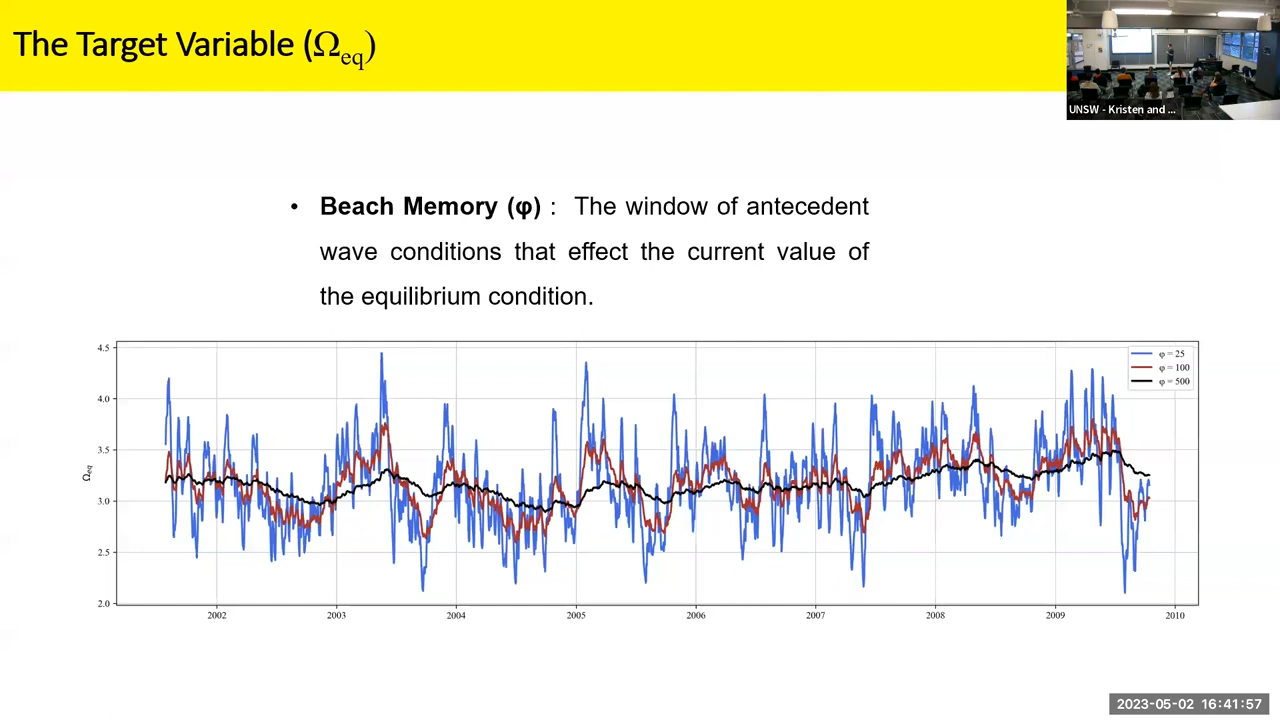 The Target Variable (Ωeq)
UNSW - Kristen and ...
• Beach Memory (φ) : The window of antecedent
wave conditions that effect the current value of
the equilibrium condition.
4.5
4.0
3.5
3.0
2.5
2.0
Ωeq
φ = 25
φ = 100
φ = 500
2002 2003 2004 2005 2006 2007 2008 2009 2010
2023-05-02 16:41:57